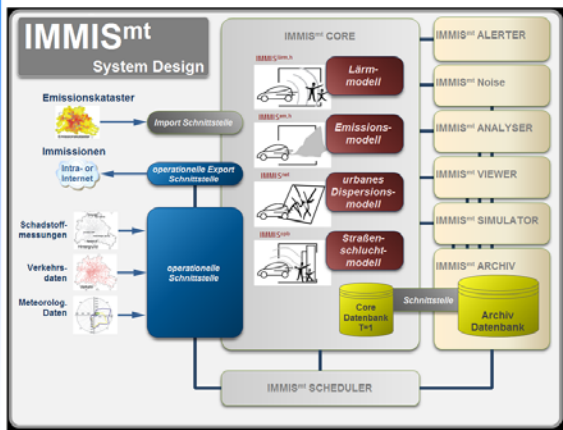 IMMISmt
System Design
Emissionskataster
Import Schnittstelle
Immissionen
Intra- or
Internet
operationelle Export
Schnittstelle
Schadstoff-
messungen
Verkehrs-
daten
Meteorolog.
Daten
operationelle
Schnittstelle
IMMISmt CORE
Lärm-
modell
Emissions-
modell
IMMISnet
urbanes
Dispersions-
modell
Straßen-
schlucht-
modell
Core
Datenbank
T=1
Schnittstelle
Archiv
Datenbank
IMMISmt ALERTER
IMMISmt Noise
IMMISmt ANALYSER
IMMISmt VIEWER
IMMISmt SIMULATOR
IMMISmt ARCHIV
IMMISmt SCHEDULER